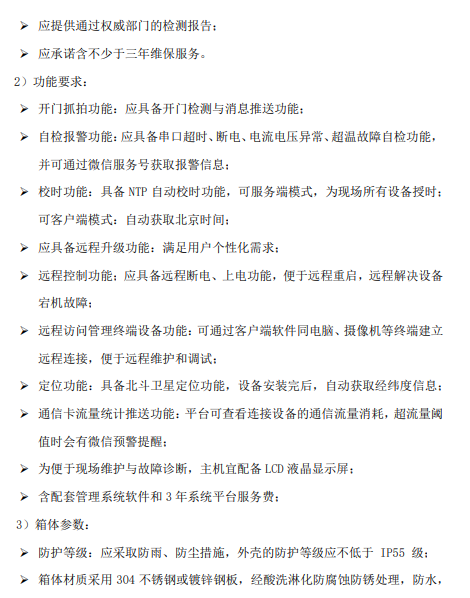 ➢ 应提供通过权威部门的检测报告；
➢ 应承诺含不少于三年维保服务。
2）功能要求：
➢ 开门抓拍功能：应具备开门检测与消息推送功能；
➢ 自检报警功能：应具备串口超时、断电、电流电压异常、超温故障自检功能，
并可通过微信服务号获取报警信息；
➢ 校时功能：具备 NTP 自动校时功能，可服务端模式，为现场所有设备授时；
可客户端模式：自动获取北京时间；
➢ 应具备远程升级功能：满足用户个性化需求；
➢ 远程控制功能；应具备远程断电、上电功能，便于远程重启，远程解决设备
宕机故障；
➢ 远程访问管理终端设备功能：可通过客户端软件同电脑、摄像机等终端建立
远程连接，便于远程维护和调试；
➢ 定位功能：具备北斗卫星定位功能，设备安装完后，自动获取经纬度信息；
➢ 通信卡流量统计推送功能：平台可查看连接设备的通信流量消耗，超流量阈
值时会有微信预警提醒；
➢ 为便于现场维护与故障诊断，主机宜配备 LCD 液晶显示屏；
➢ 含配套管理系统软件和 3 年系统平台服务费；
3）箱体参数：
➢ 防护等级：应采取防雨、防尘措施，外壳的防护等级应不低于 IP55 级；
➢ 箱体材质采用 304 不锈钢或镀锌钢板，经酸洗淋化防腐蚀防锈处理，防水，